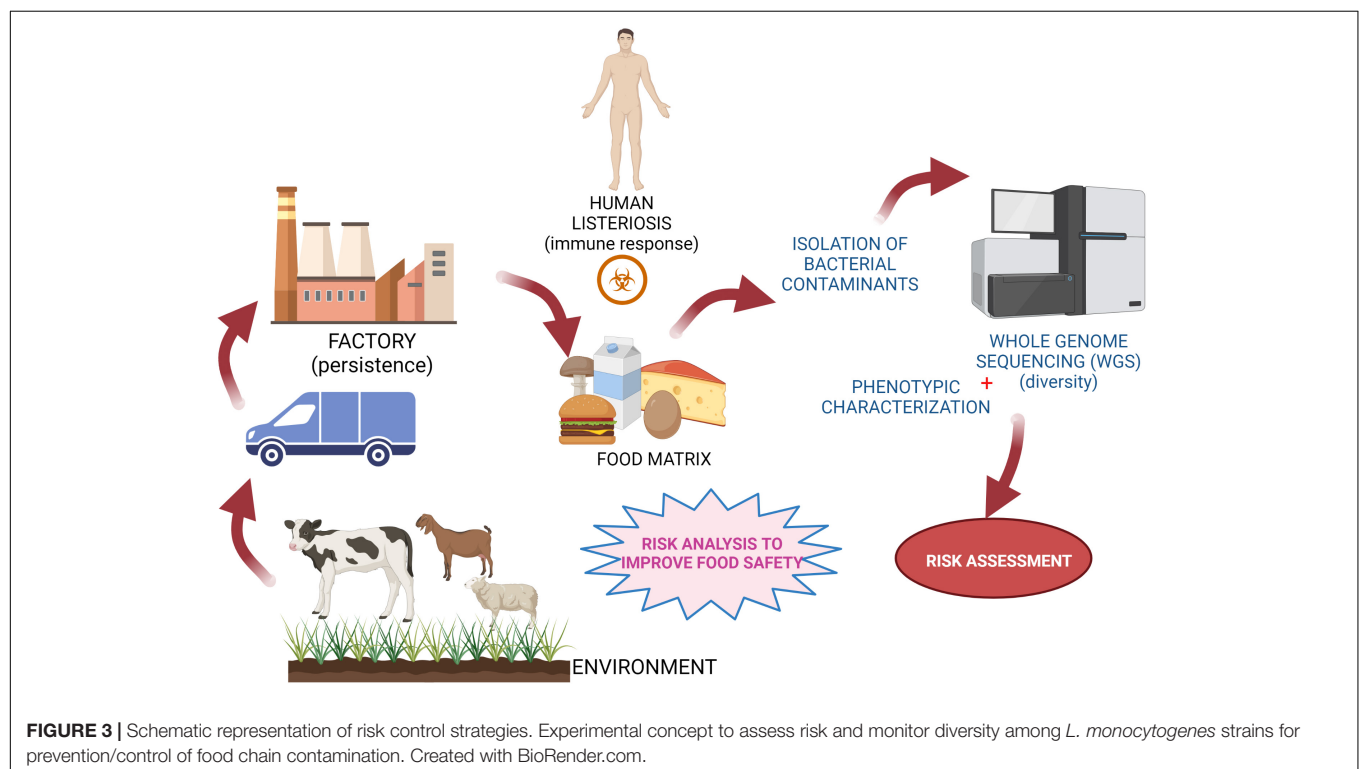 HUMAN
LISTERIOSIS
(immune response)
FACTORY
(persistence)
FOOD MATRIX
ENVIRONMENT
ISOLATION OF
BACTERIAL
CONTAMINANTS
WHOLE GENOME
SEQUENCING (WGS)
(diversity)
+
PHENOTYPIC
CHARACTERIZATION
RISK ANALYSIS TO
IMPROVE FOOD SAFETY
RISK ASSESSMENT
FIGURE 3 | Schematic representation of risk control strategies. Experimental concept to assess risk and monitor diversity among L. monocytogenes strains for
prevention/control of food chain contamination. Created with BioRender.com.